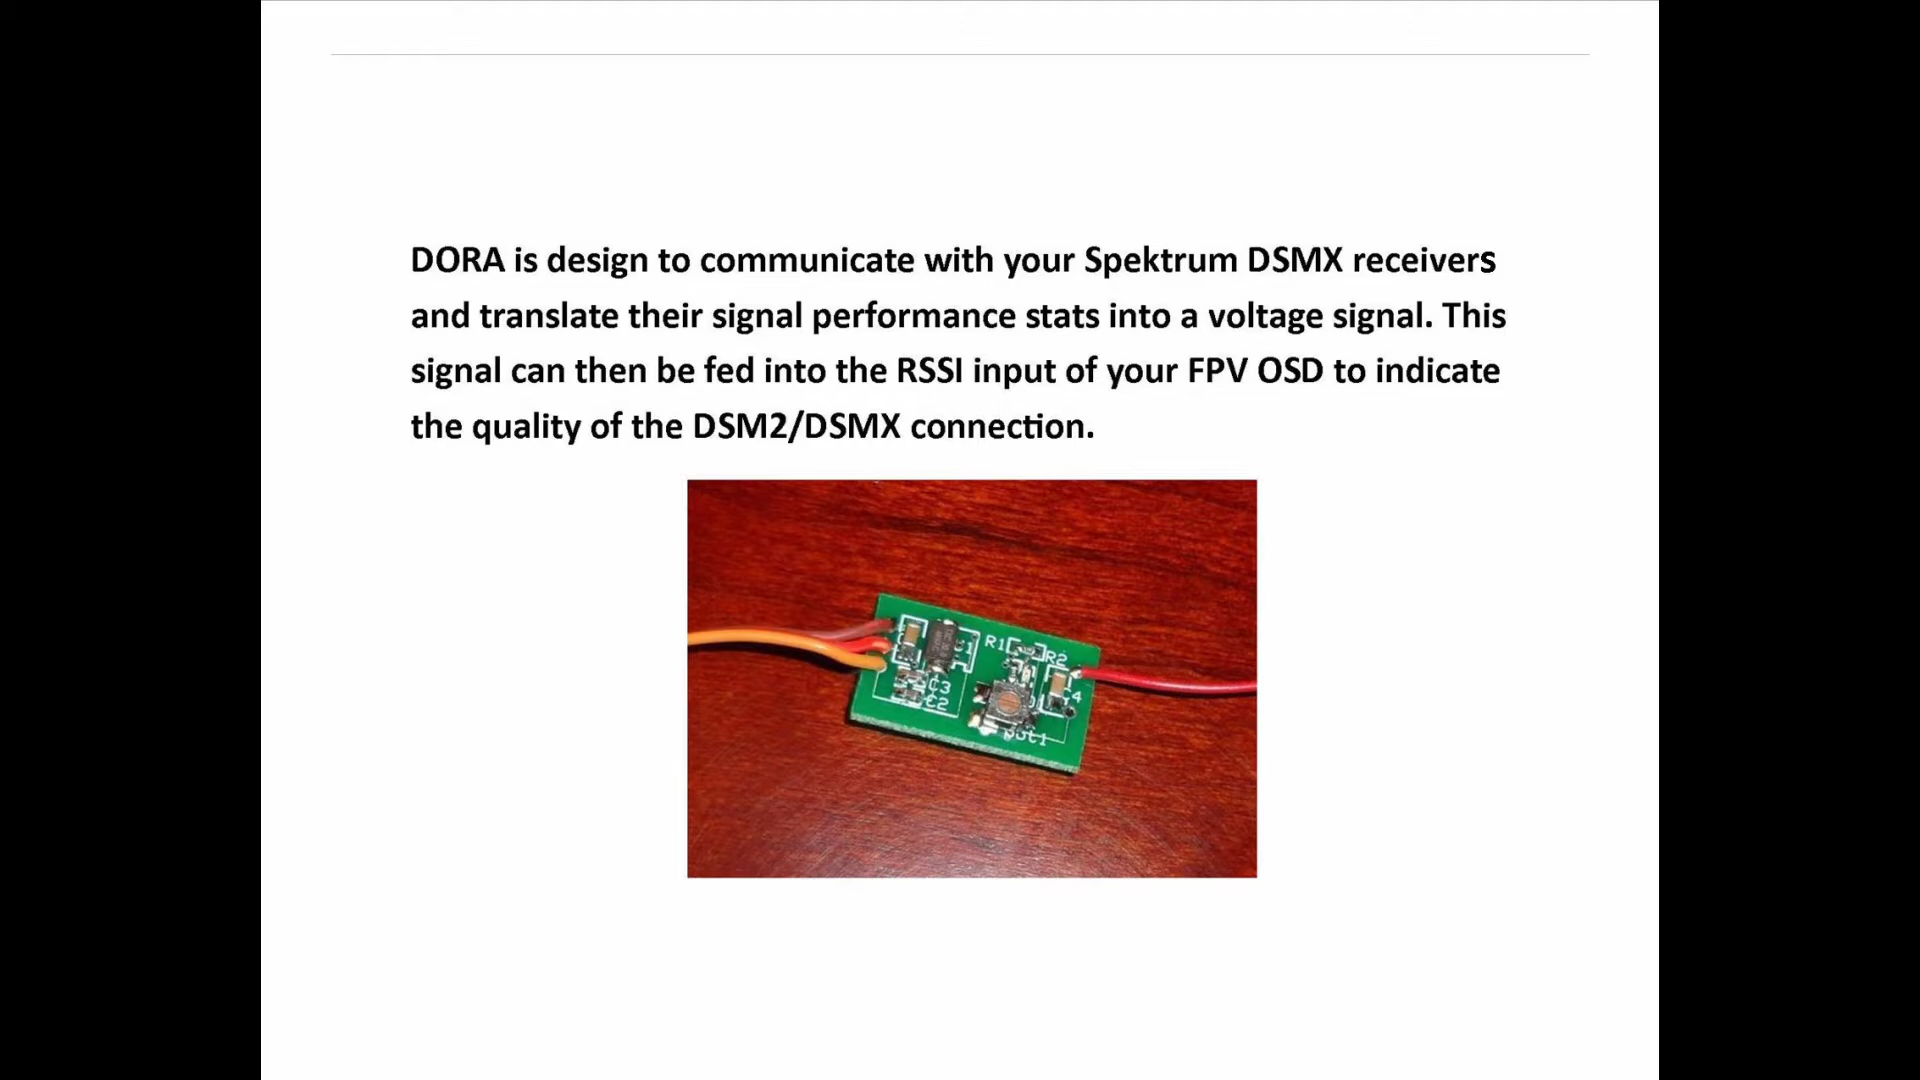 DORA is design to communicate with your Spektrum DSMX receivers
and translate their signal performance stats into a voltage signal. This
signal can then be fed into the RSSI input of your FPV OSD to indicate
the quality of the DSM2/DSMX connection.
R1
R2
C3
C2